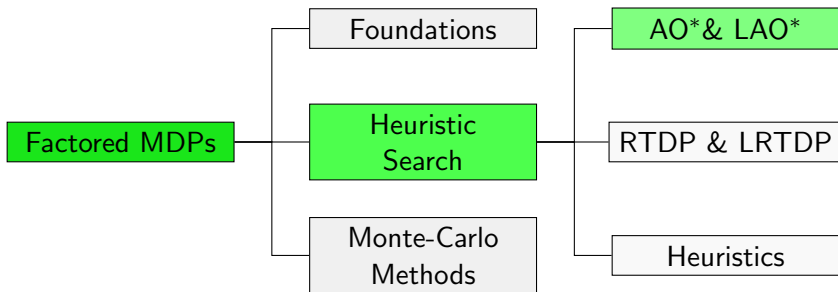 Factored MDPs
Foundations
Heuristic
Search
Monte-Carlo
Methods
AO*& LAO*
RTDP & LRTDP
Heuristics